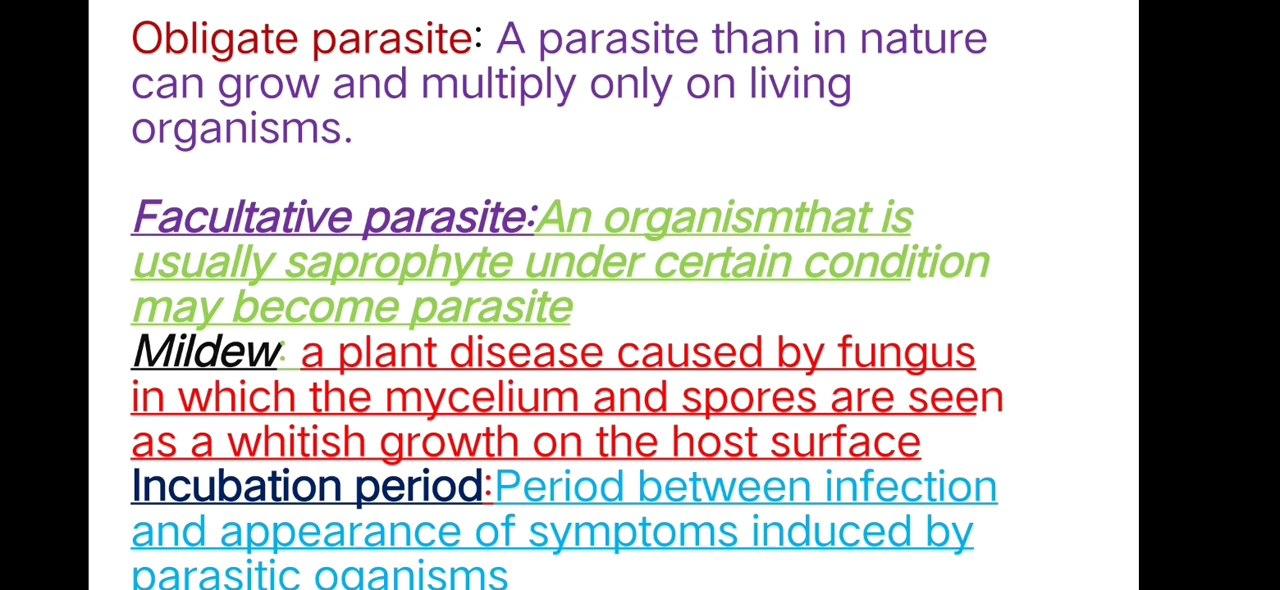 Obligate parasite: A parasite than in nature
can grow and multiply only on living
organisms.
Facultative parasite:An organismthat is
usually saprophyte under certain condition
may become parasite
Mildew: a plant disease caused by fungus
in which the mycelium and spores are seen
as a whitish growth on the host surface
Incubation period:Period between infection
and appearance of symptoms induced by
parasitic oganisms